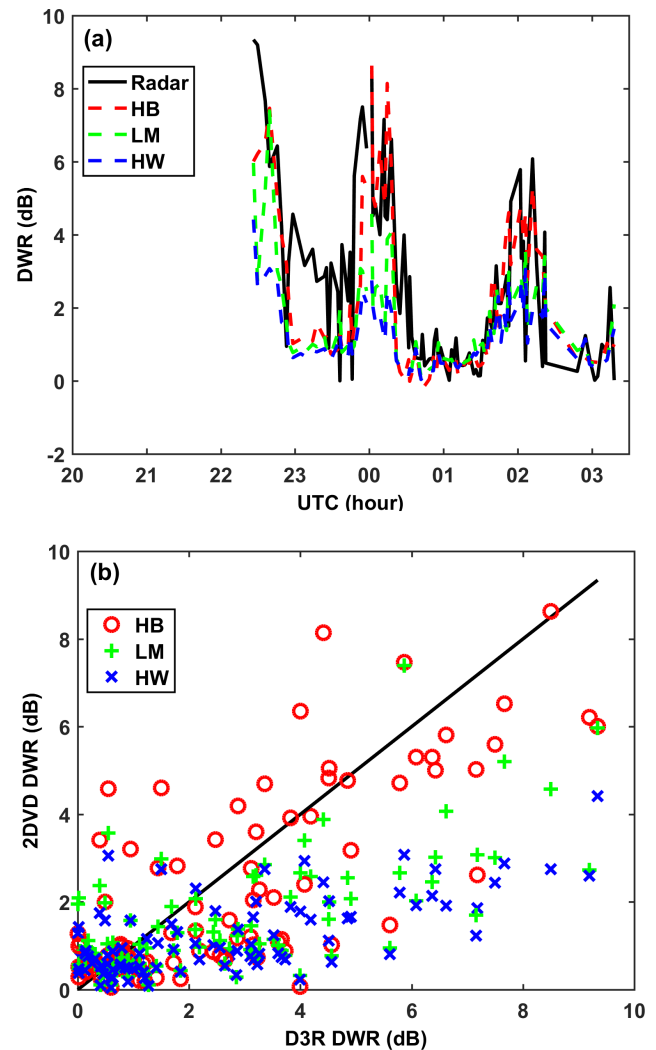 10
(a)
8
Radar
HB
LM
HW
6
4
2
0
-2
DWR (dB)
20 21 22 23 00 01 02 03
UTC (hour)
10
(b)
8
HB
LM
HW
6
4
2
0
2DVD DWR (dB)
0 2 4 6 8 10
D3R DWR (dB)